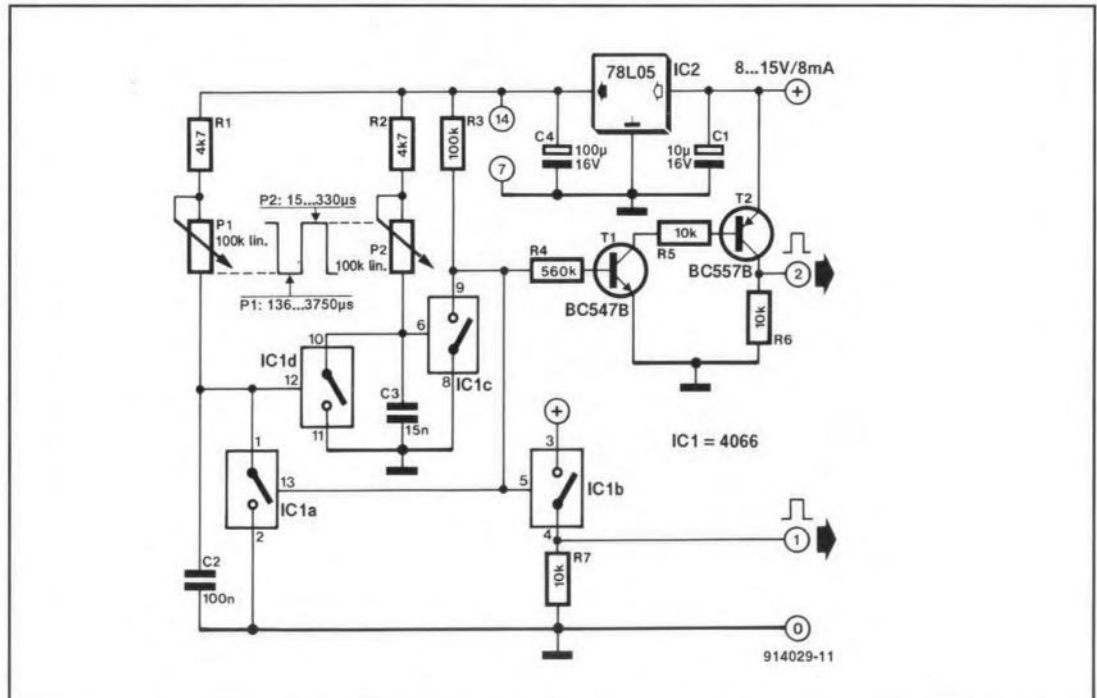 78L05
IC2
8...15V/8mA
+
R1
4k7
R2
4k7
R3
100k
14
C4
100µ
16V
C1
10µ
16V
7
P2: 15...330µs
P1
100k lin.
P2
100k lin.
P1: 136...3750µs
T2
T1
R4
560k
10k
R5
BC547B
BC557B
2
10k
R6
9
6
8
IC1c
10
IC1d
12
11
C3
15n
+
IC1 = 4066
1
13
IC1a
2
3
5
IC1b
4
1
R7
10k
C2
100n
0
914029-11